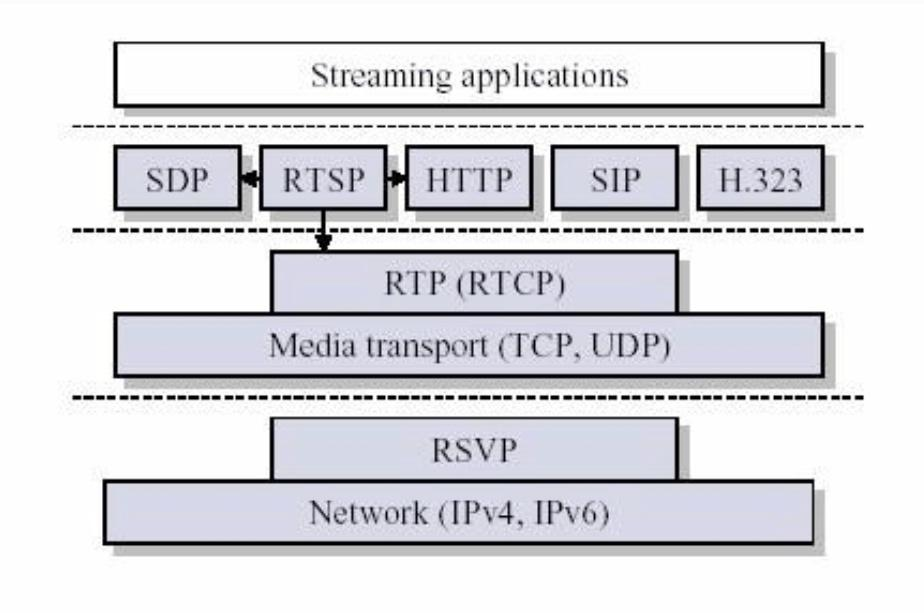 Streaming applications
SDP
RTSP
HTTP
SIP
H.323
RTP (RTCP)
Media transport (TCP, UDP)
RSVP
Network (IPv4, IPv6)